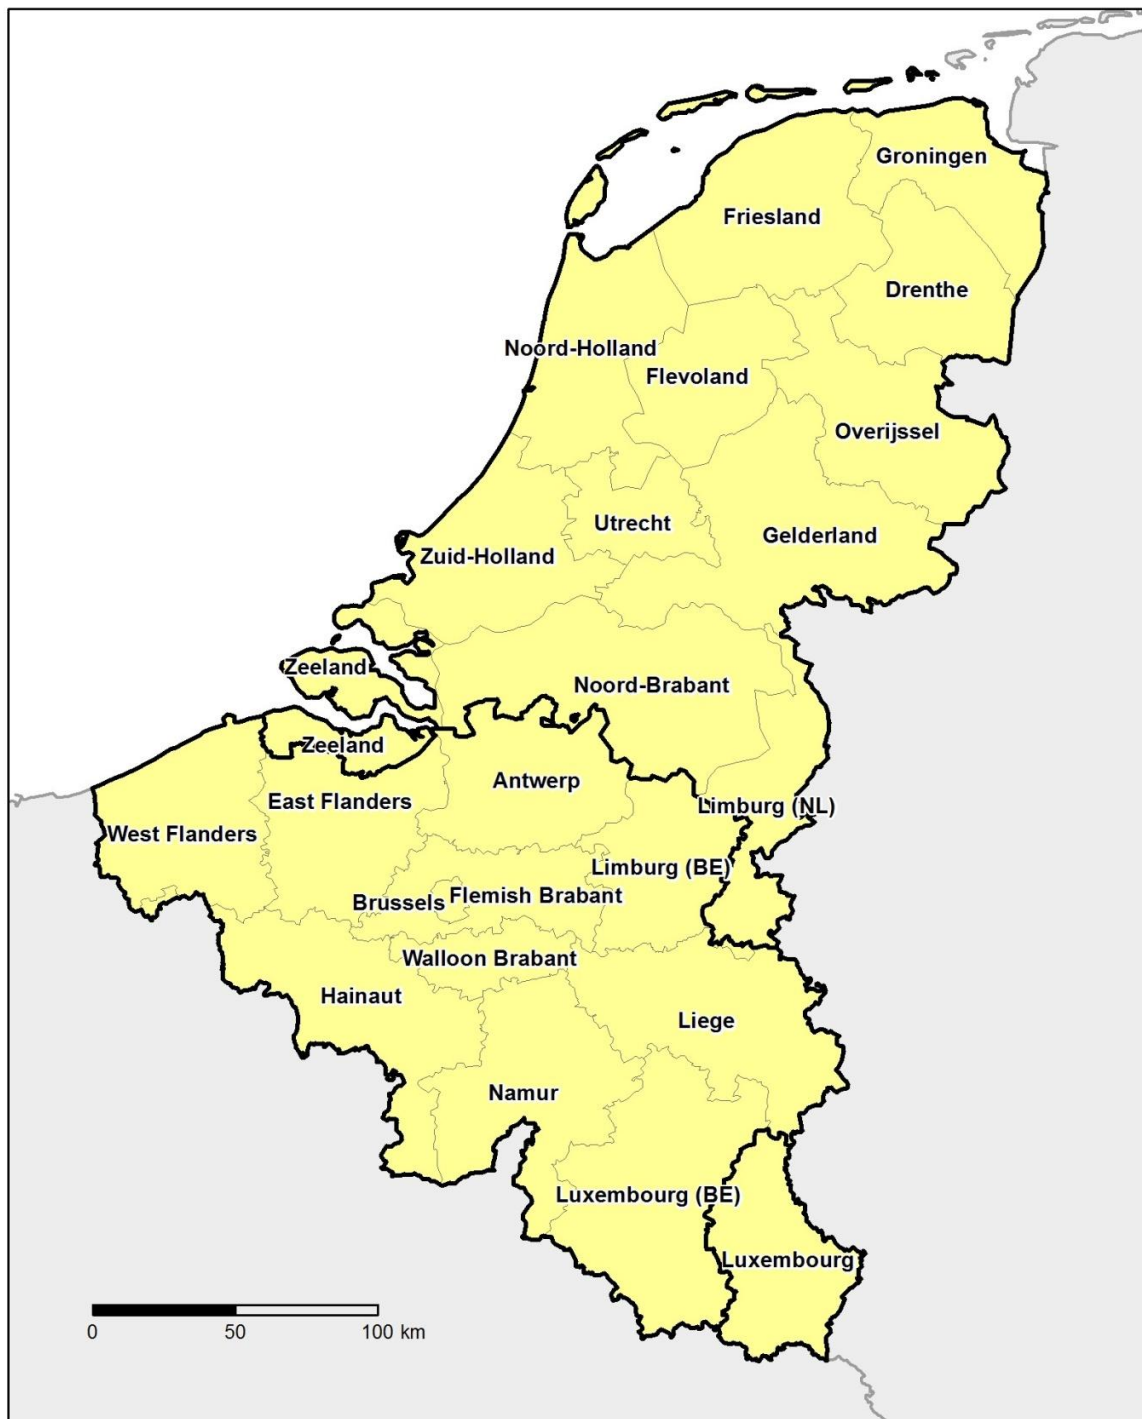 Groningen
Friesland
Drenthe
Noord-Holland
Flevoland
Overijssel
Utrecht
Gelderland
Zuid-Holland
Zeeland
Noord-Brabant
Zeeland
Antwerp
East Flanders
Limburg (NL)
West Flanders
Limburg (BE)
Brussels
Flemish Brabant
Walloon Brabant
Hainaut
Liege
Namur
Luxembourg (BE)
Luxembourg
0 50 100 km